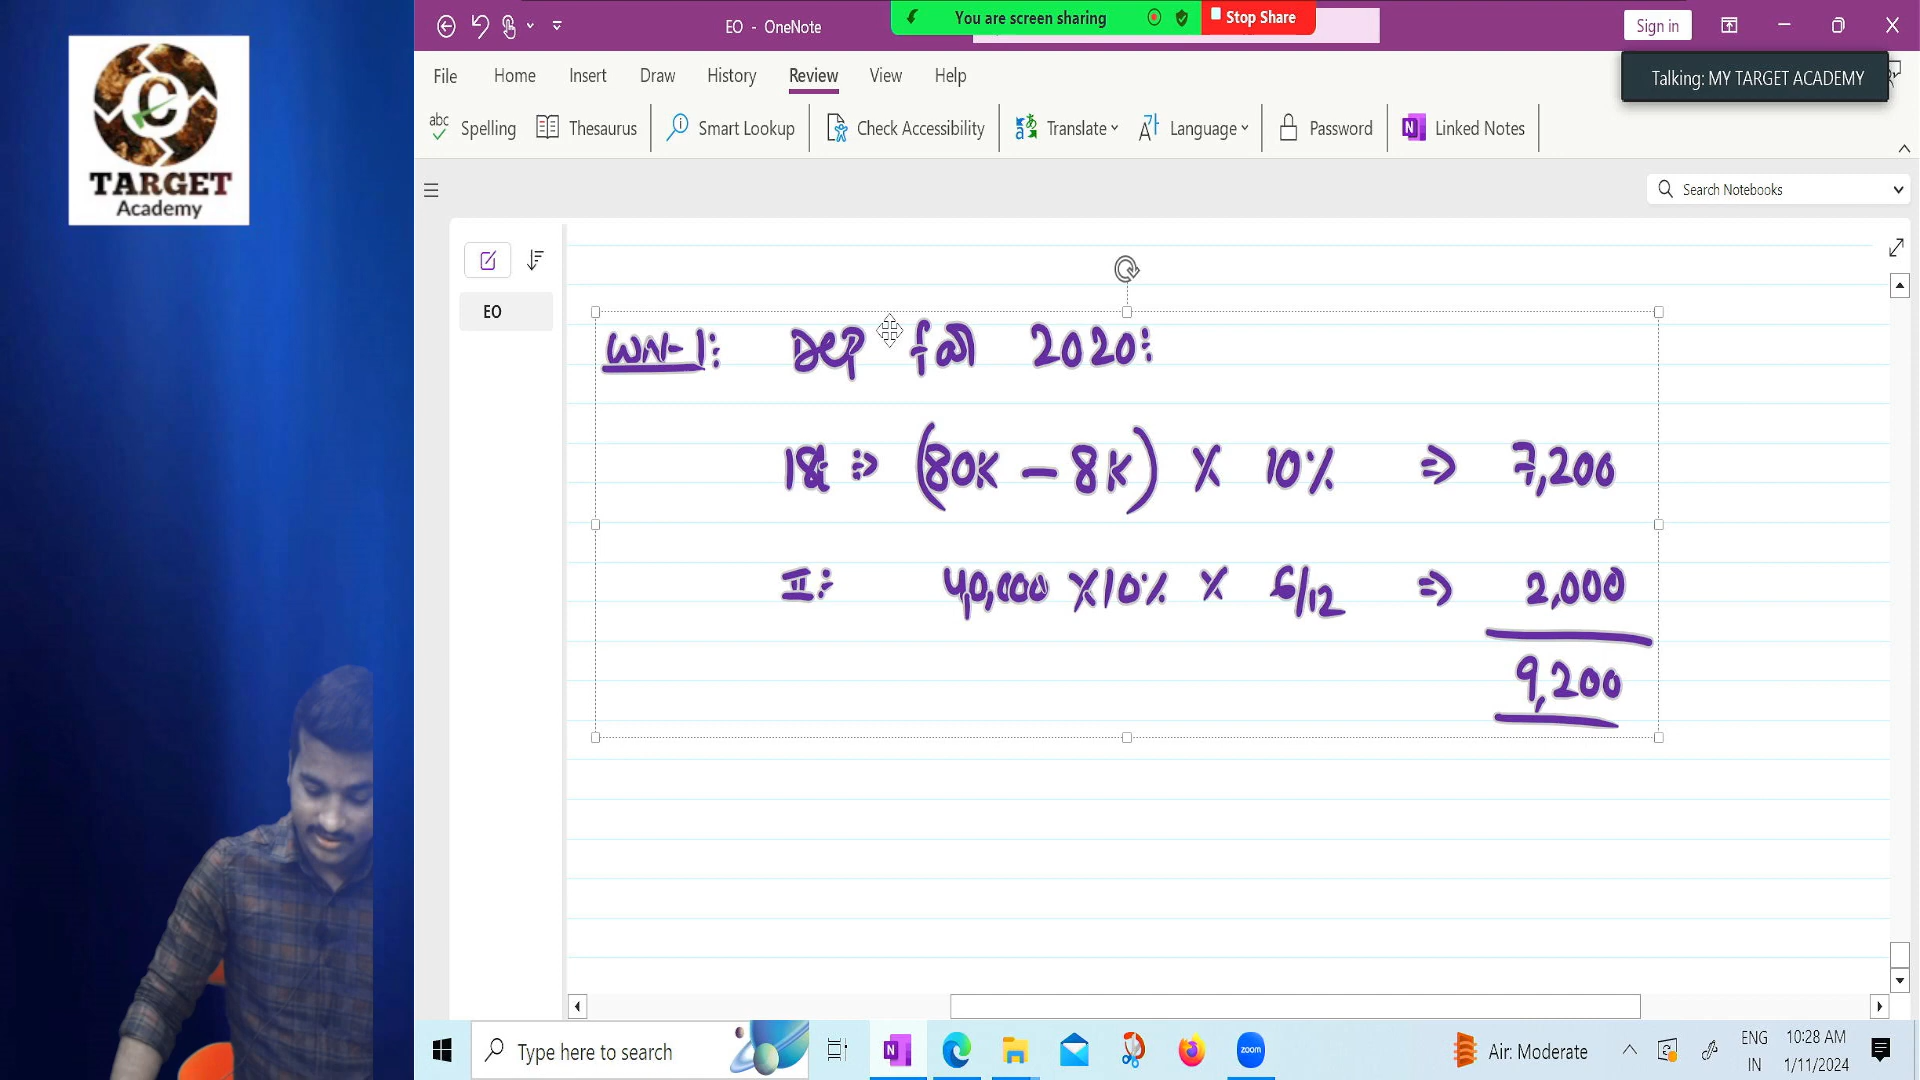 TARGET
Academy
EO - OneNote
You are screen sharing
Stop Share
Sign in
Talking: MY TARGET ACADEMY
File Home Insert Draw History Review View Help
abc Spelling Thesaurus Smart Lookup Check Accessibility Translate Language Password Linked Notes
Search Notebooks
EO
WN-1: Dep for 2020:
1st => (80K - 8K) X 10% => 7,200
II: 40,000 X 10% X 6/12 => 2,000
9,200
Type here to search
zoom
Air: Moderate
ENG
IN
10:28 AM
1/11/2024